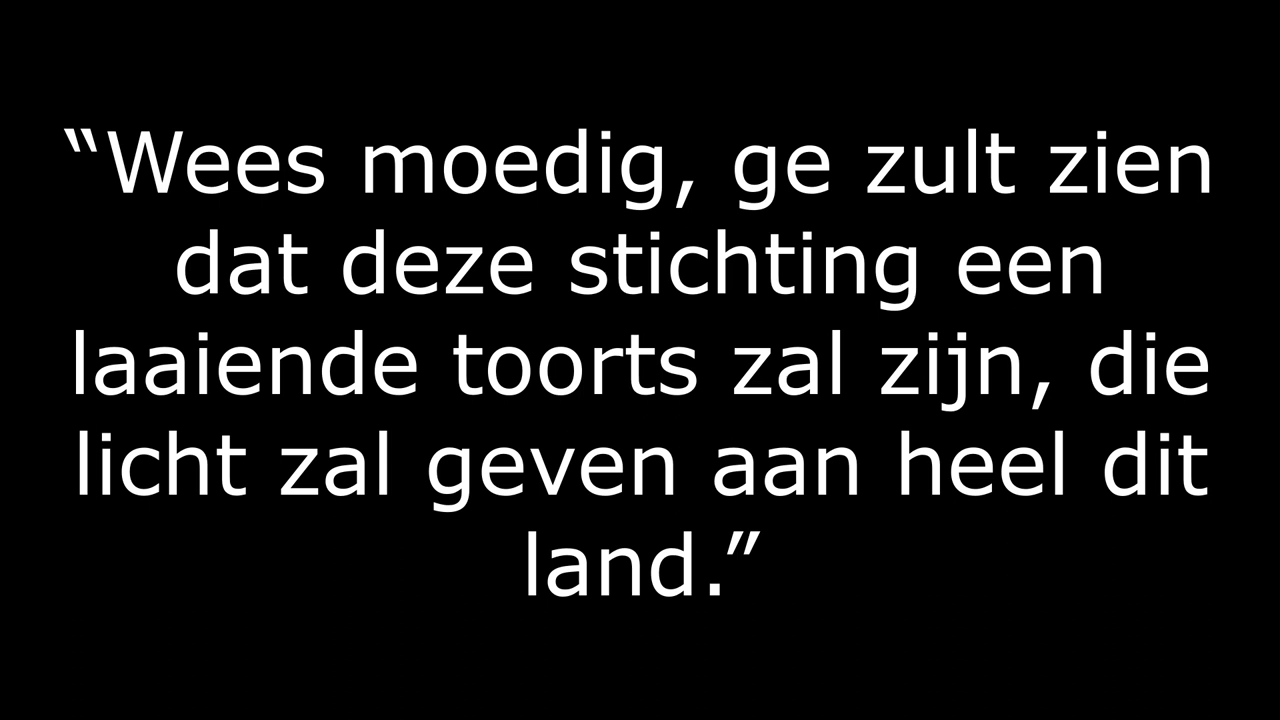 “Wees moedig, ge zult zien
dat deze stichting een
laaiende toorts zal zijn, die
licht zal geven aan heel dit
land.”